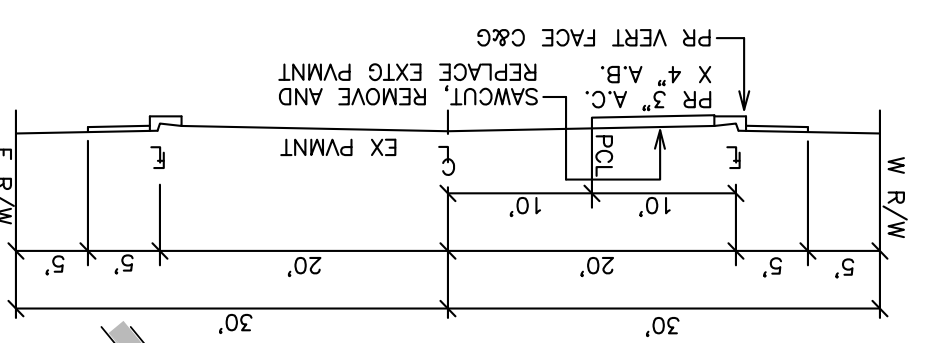 30'
30'
5'
5'
20'
20'
5'
5'
10'
10'
W R/W
FL
PCL
CL
FL
E R/W
EX PVMNT
PR 3" A.C.
X 4" A.B.
SAWCUT, REMOVE AND
REPLACE EXTG PVMNT
PR VERT FACE C&G